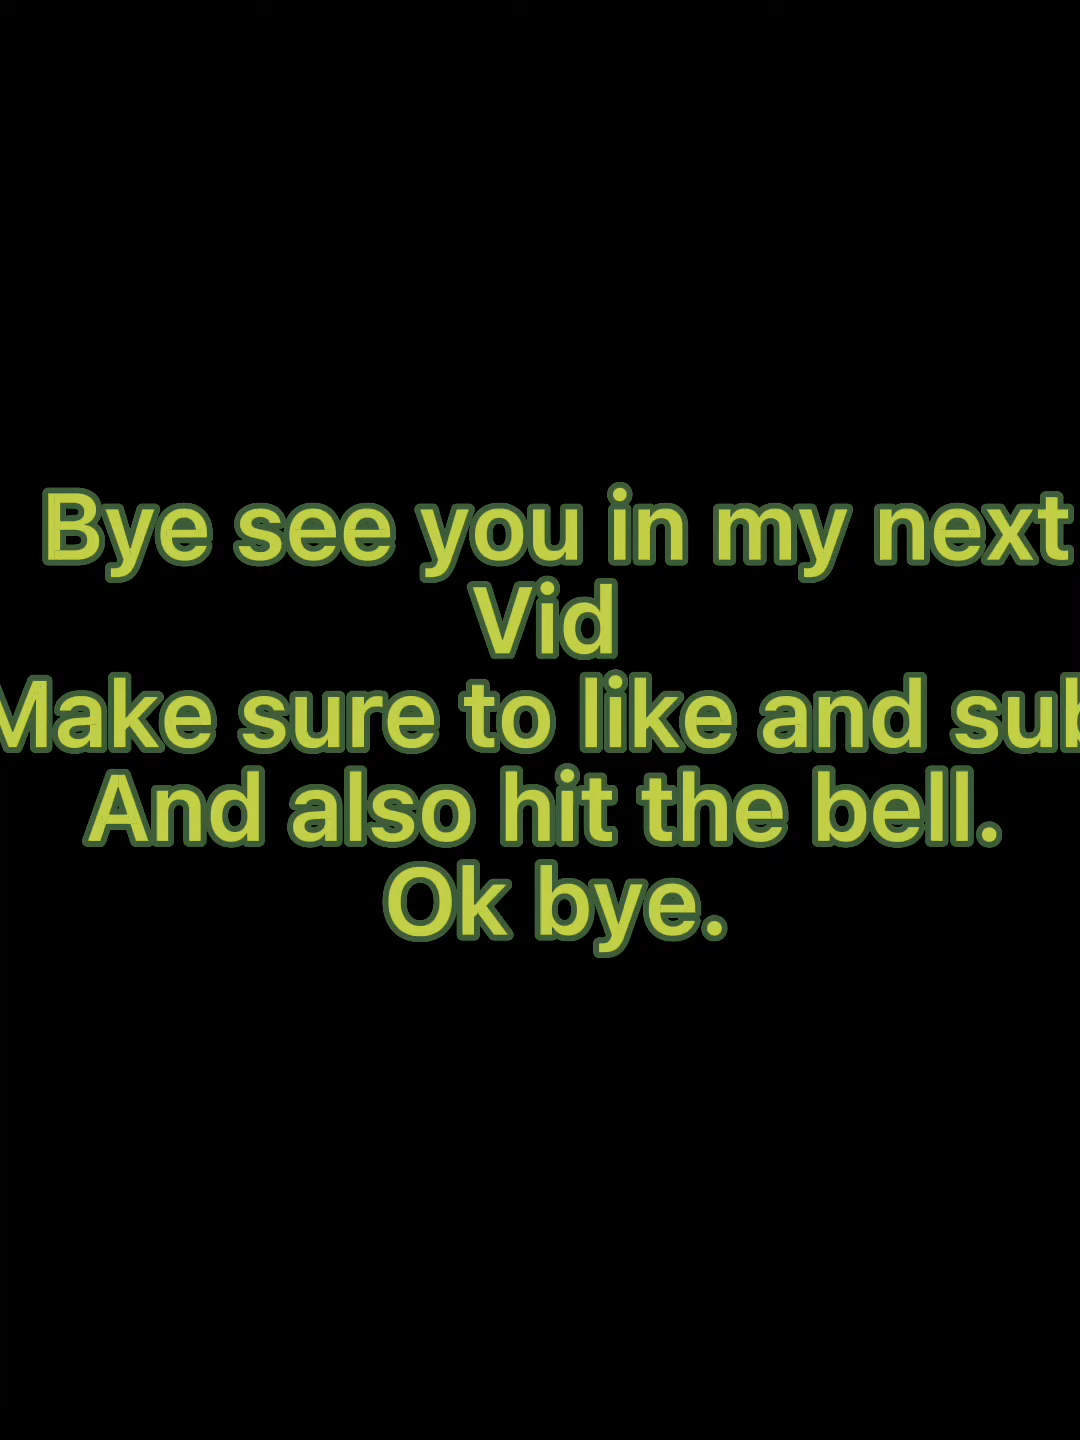 Bye see you in my next
Vid
Make sure to like and sub
And also hit the bell.
Ok bye.